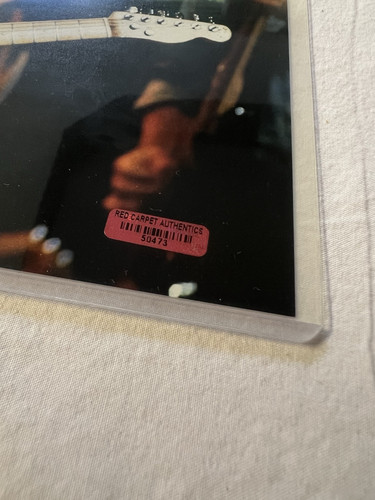 RED CARPET AUTHENTICS
50473